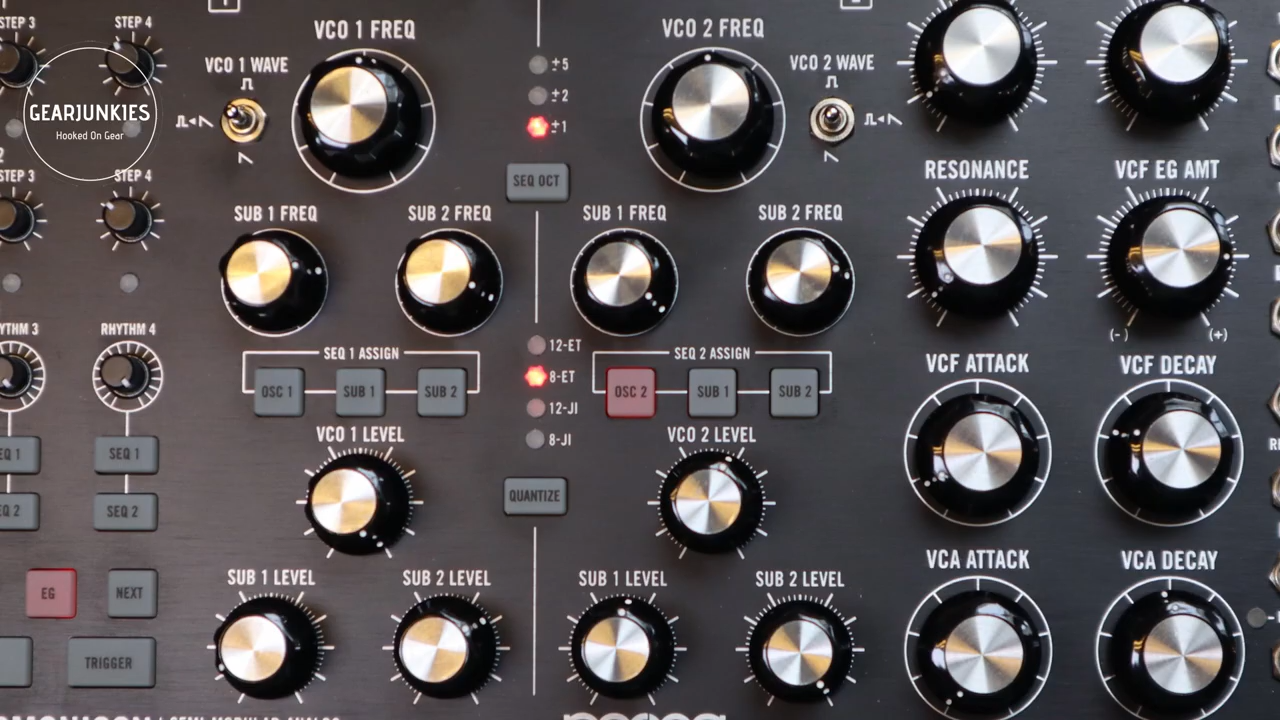 STEP 3
STEP 4
GEARJUNKIES
Hooked On Gear
2
STEP 3
STEP 4
RHYTHM 4
SEQ 1
SEQ 2
EG
NEXT
TRIGGER
VCO 1 FREQ
VCO 1 WAVE
SUB 1 FREQ
SUB 2 FREQ
SEQ 1 ASSIGN
OSC 1
SUB 1
SUB 2
VCO 1 LEVEL
SUB 1 LEVEL
SUB 2 LEVEL
±5
±2
±1
SEQ OCT
12-ET
8-ET
12-JI
8-JI
QUANTIZE
VCO 2 FREQ
VCO 2 WAVE
SUB 1 FREQ
SUB 2 FREQ
SEQ 2 ASSIGN
OSC 2
SUB 1
SUB 2
VCO 2 LEVEL
SUB 1 LEVEL
SUB 2 LEVEL
RESONANCE
VCF EG AMT
(-)
(+)
VCF ATTACK
VCF DECAY
VCA ATTACK
VCA DECAY